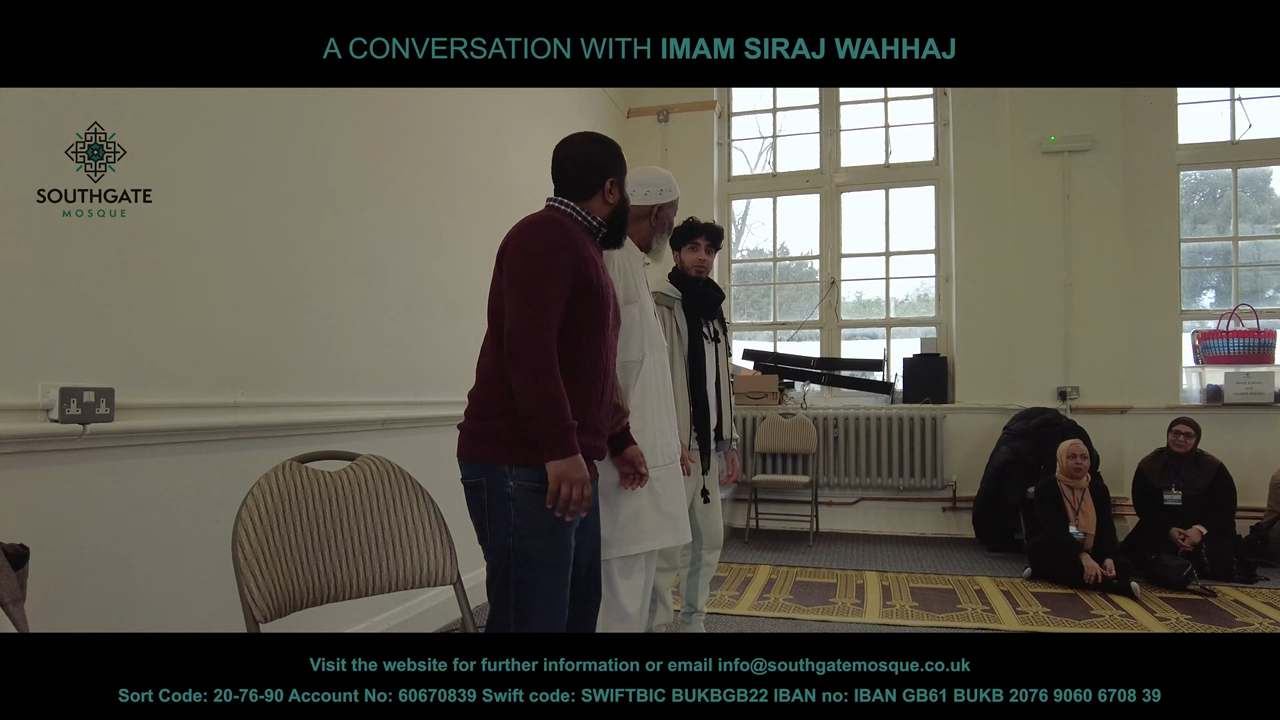 A CONVERSATION WITH IMAM SIRAJ WAHHAJ
SOUTHGATE
MOSQUE
Visit the website for further information or email info@southgatemosque.co.uk
Sort Code: 20-76-90 Account No: 60670839 Swift code: SWIFTBIC BUKBGB22 IBAN no: IBAN GB61 BUKB 2076 9060 6708 39